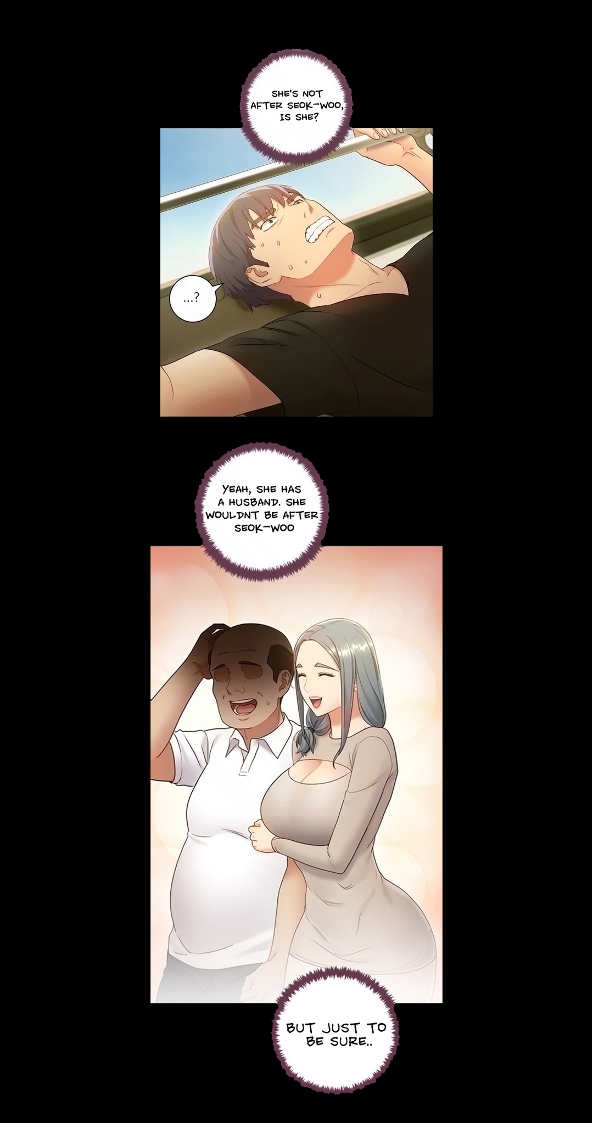 SHE'S NOT
AFTER SEOK-WOO,
IS SHE?
...?
YEAH, SHE HAS
A HUSBAND. SHE
WOULDNT BE AFTER
SEOK-WOO
BUT JUST TO
BE SURE..